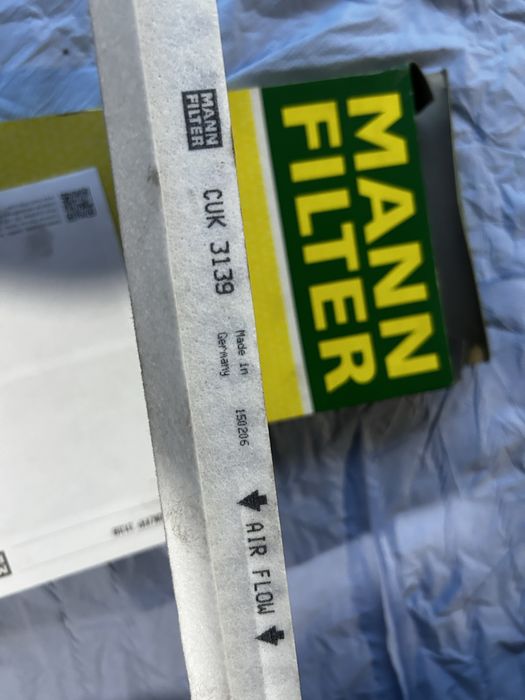 MANN
FILTER
CUK 3139
Made in
Germany
150206
AIR FLOW
MANN
FILTER